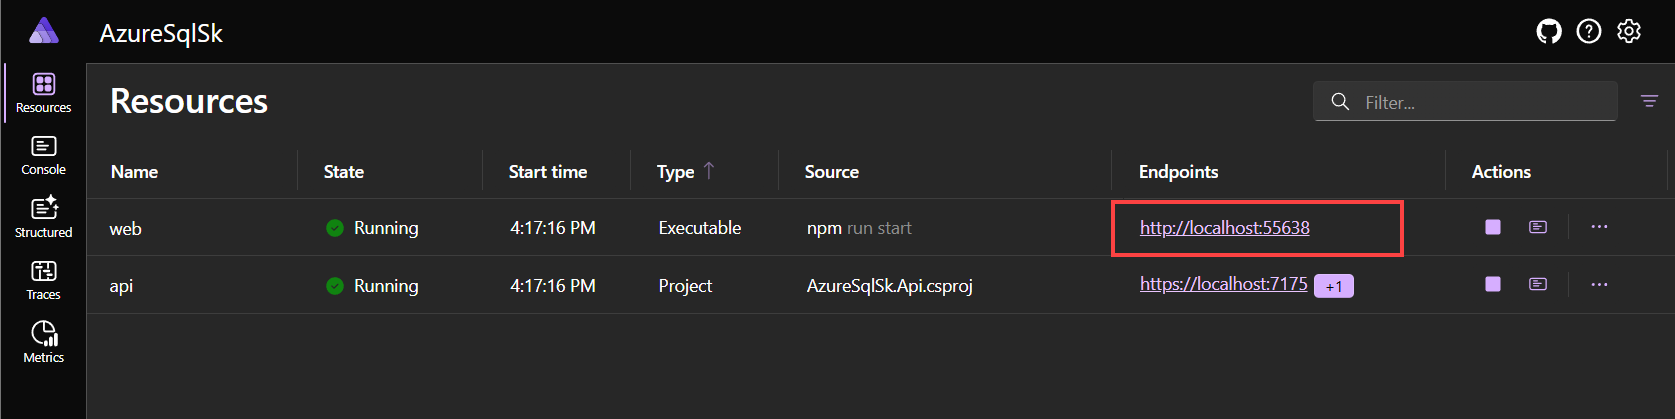 AzureSqlSk
Resources
Resources
Filter...
Console
Name State Start time Type Source Endpoints Actions
Structured
web Running 4:17:16 PM Executable npm run start http://localhost:55638
Traces
api Running 4:17:16 PM Project AzureSqlSk.Api.csproj https://localhost:7175 +1
Metrics